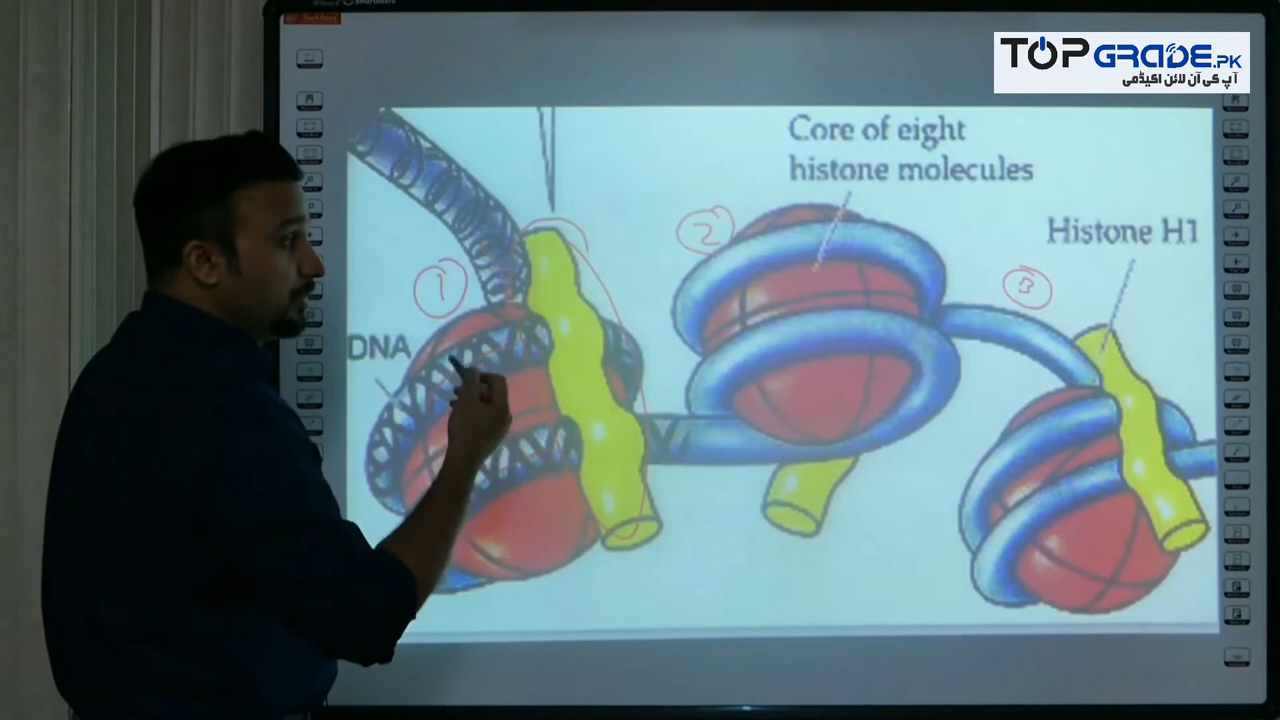 TOPGRADE.PK
آپ کی آن لائن اکیڈمی
Core of eight
histone molecules
Histone H1
1
2
3
DNA